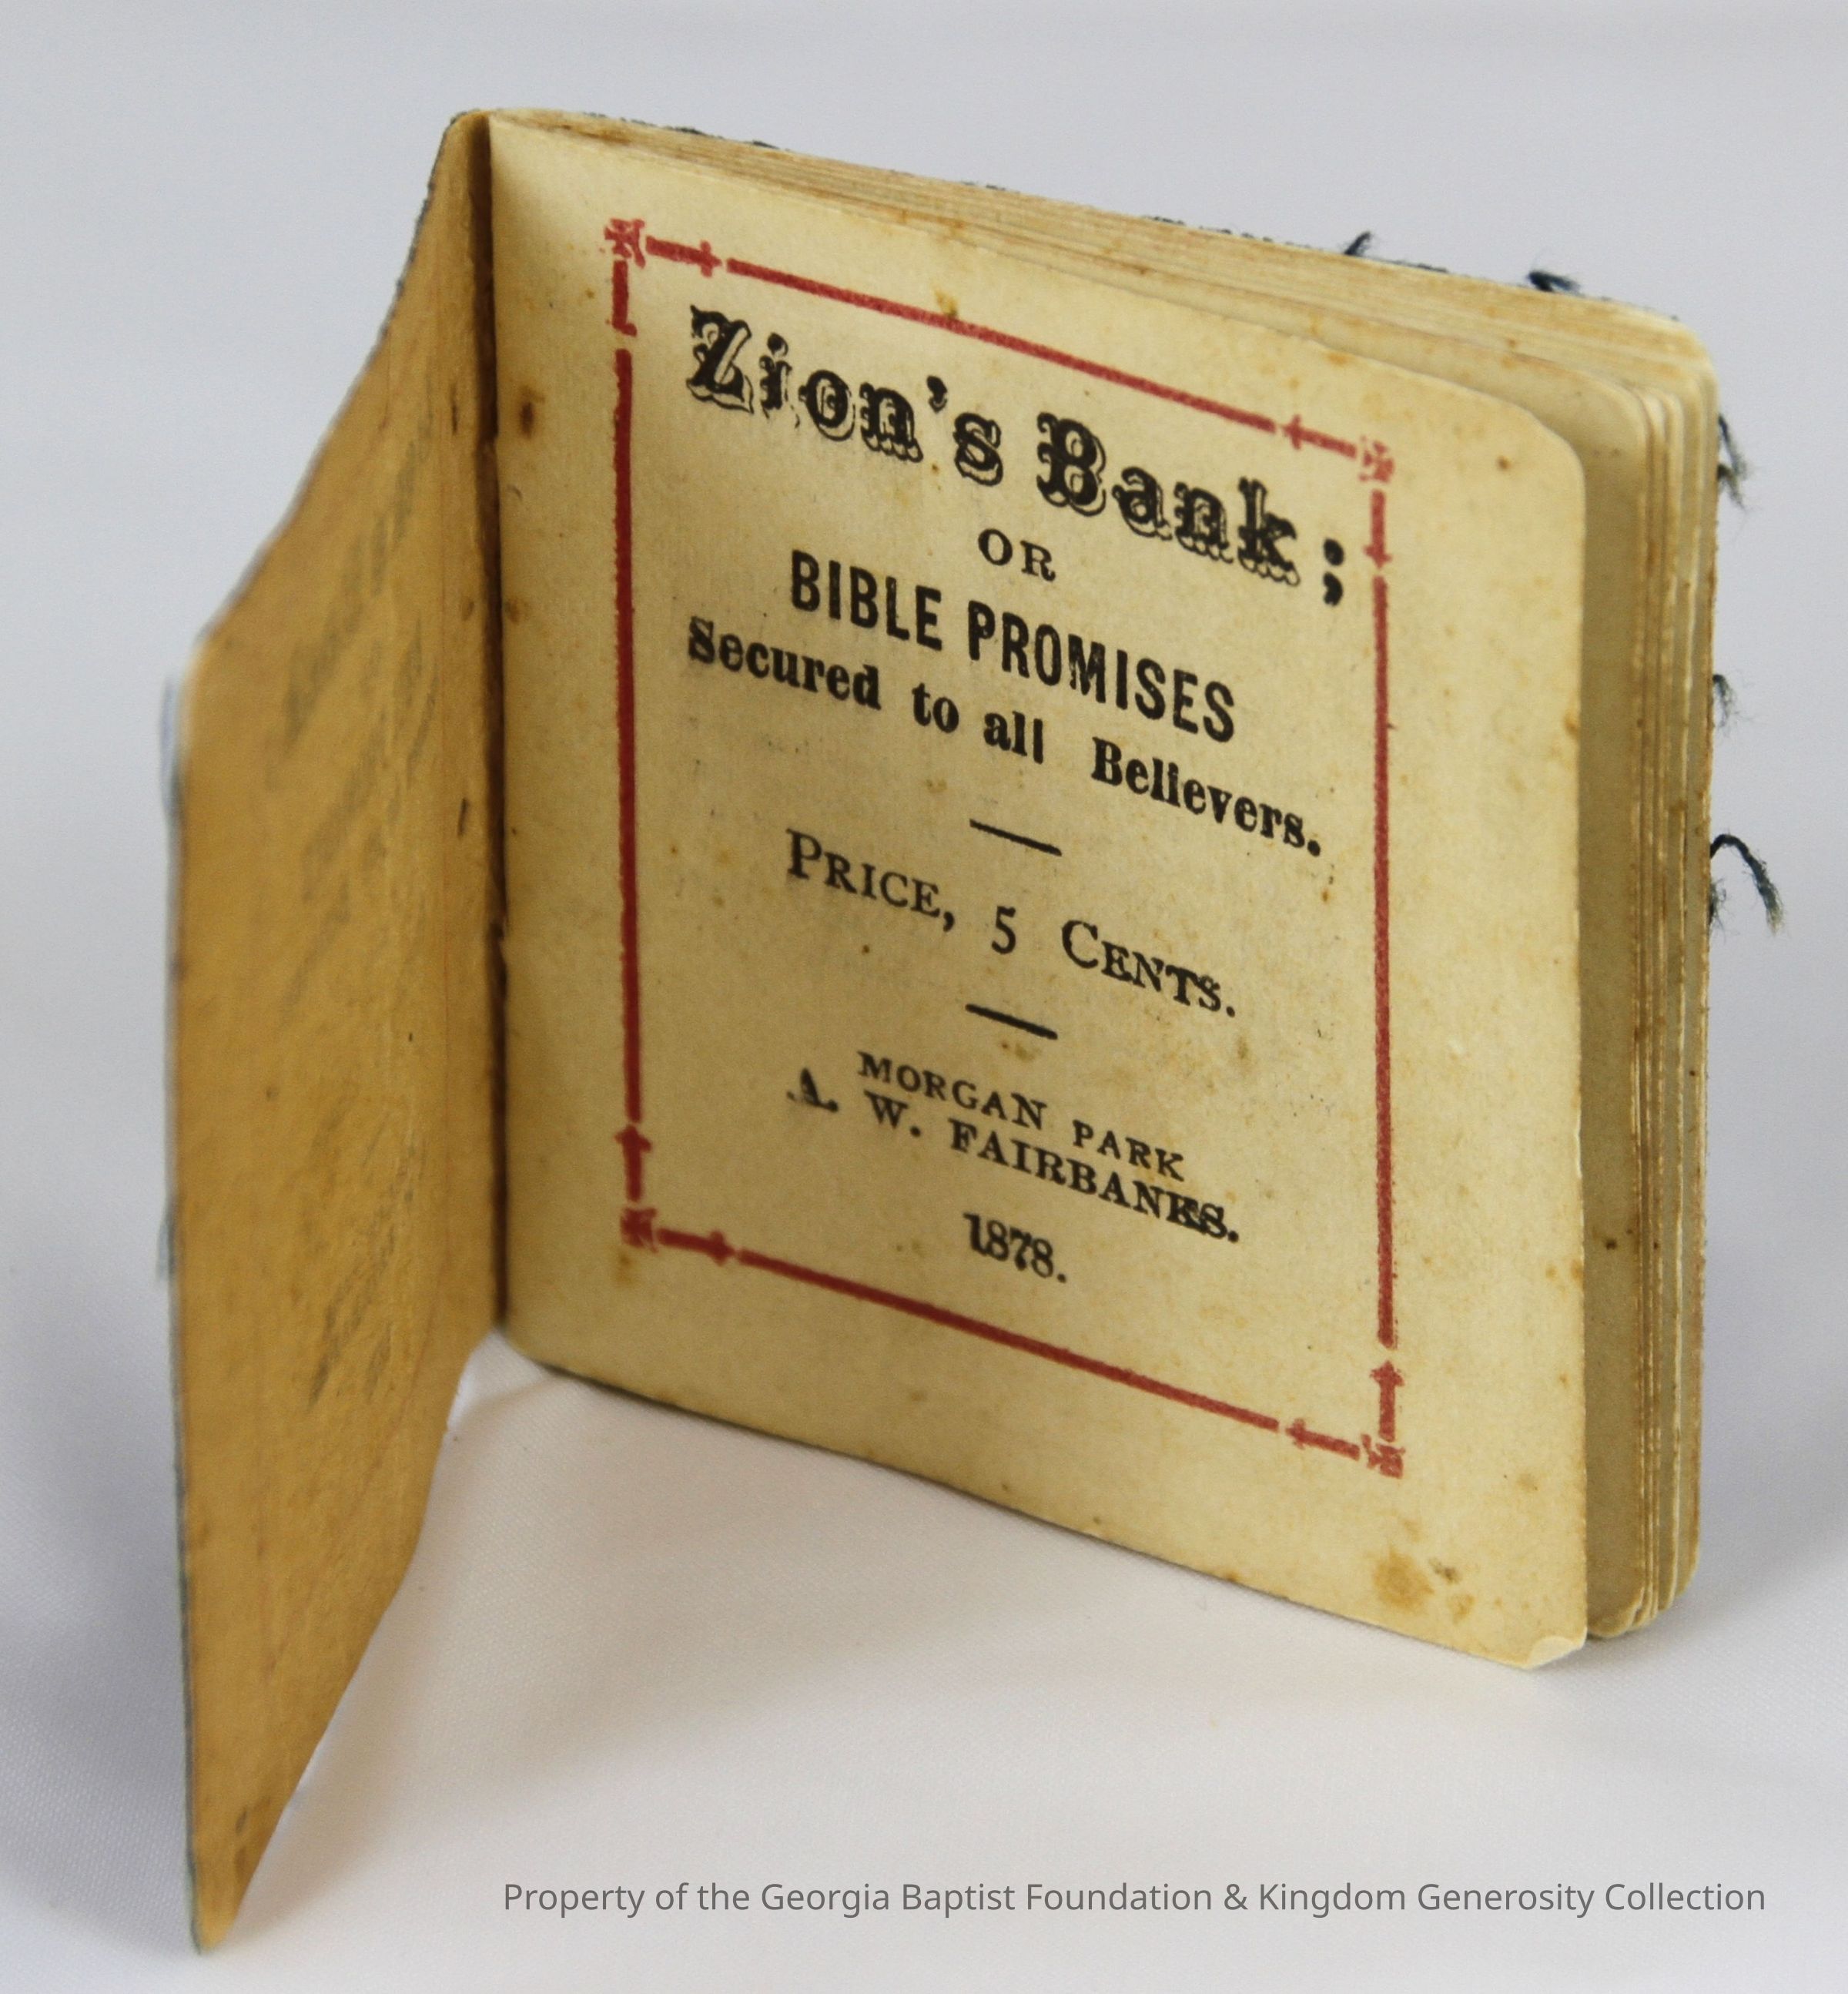 Zion's Bank;
OR
BIBLE PROMISES
Secured to all Believers.
PRICE, 5 CENTS.
MORGAN PARK
A. W. FAIRBANKS.
1878.
Property of the Georgia Baptist Foundation & Kingdom Generosity Collection